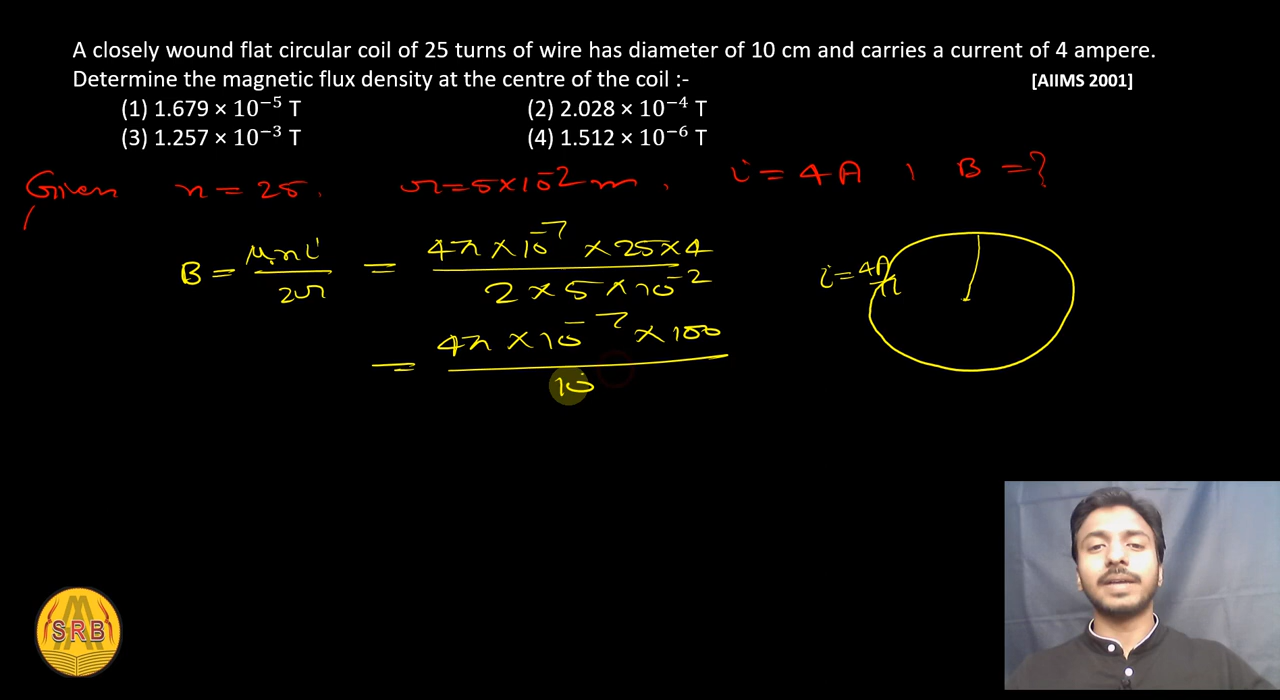 A closely wound flat circular coil of 25 turns of wire has diameter of 10 cm and carries a current of 4 ampere.
Determine the magnetic flux density at the centre of the coil :- [AIIMS 2001]
(1) 1.679 × 10⁻⁵ T (2) 2.028 × 10⁻⁴ T
(3) 1.257 × 10⁻³ T (4) 1.512 × 10⁻⁶ T
Given n = 25, r = 5×10⁻² m, i = 4A, B = ?
B = μ₀ni/2r = 4π×10⁻⁷×25×4/2×5×10⁻²
i = 4A
= 4π×10⁻⁷×100/10
SRB